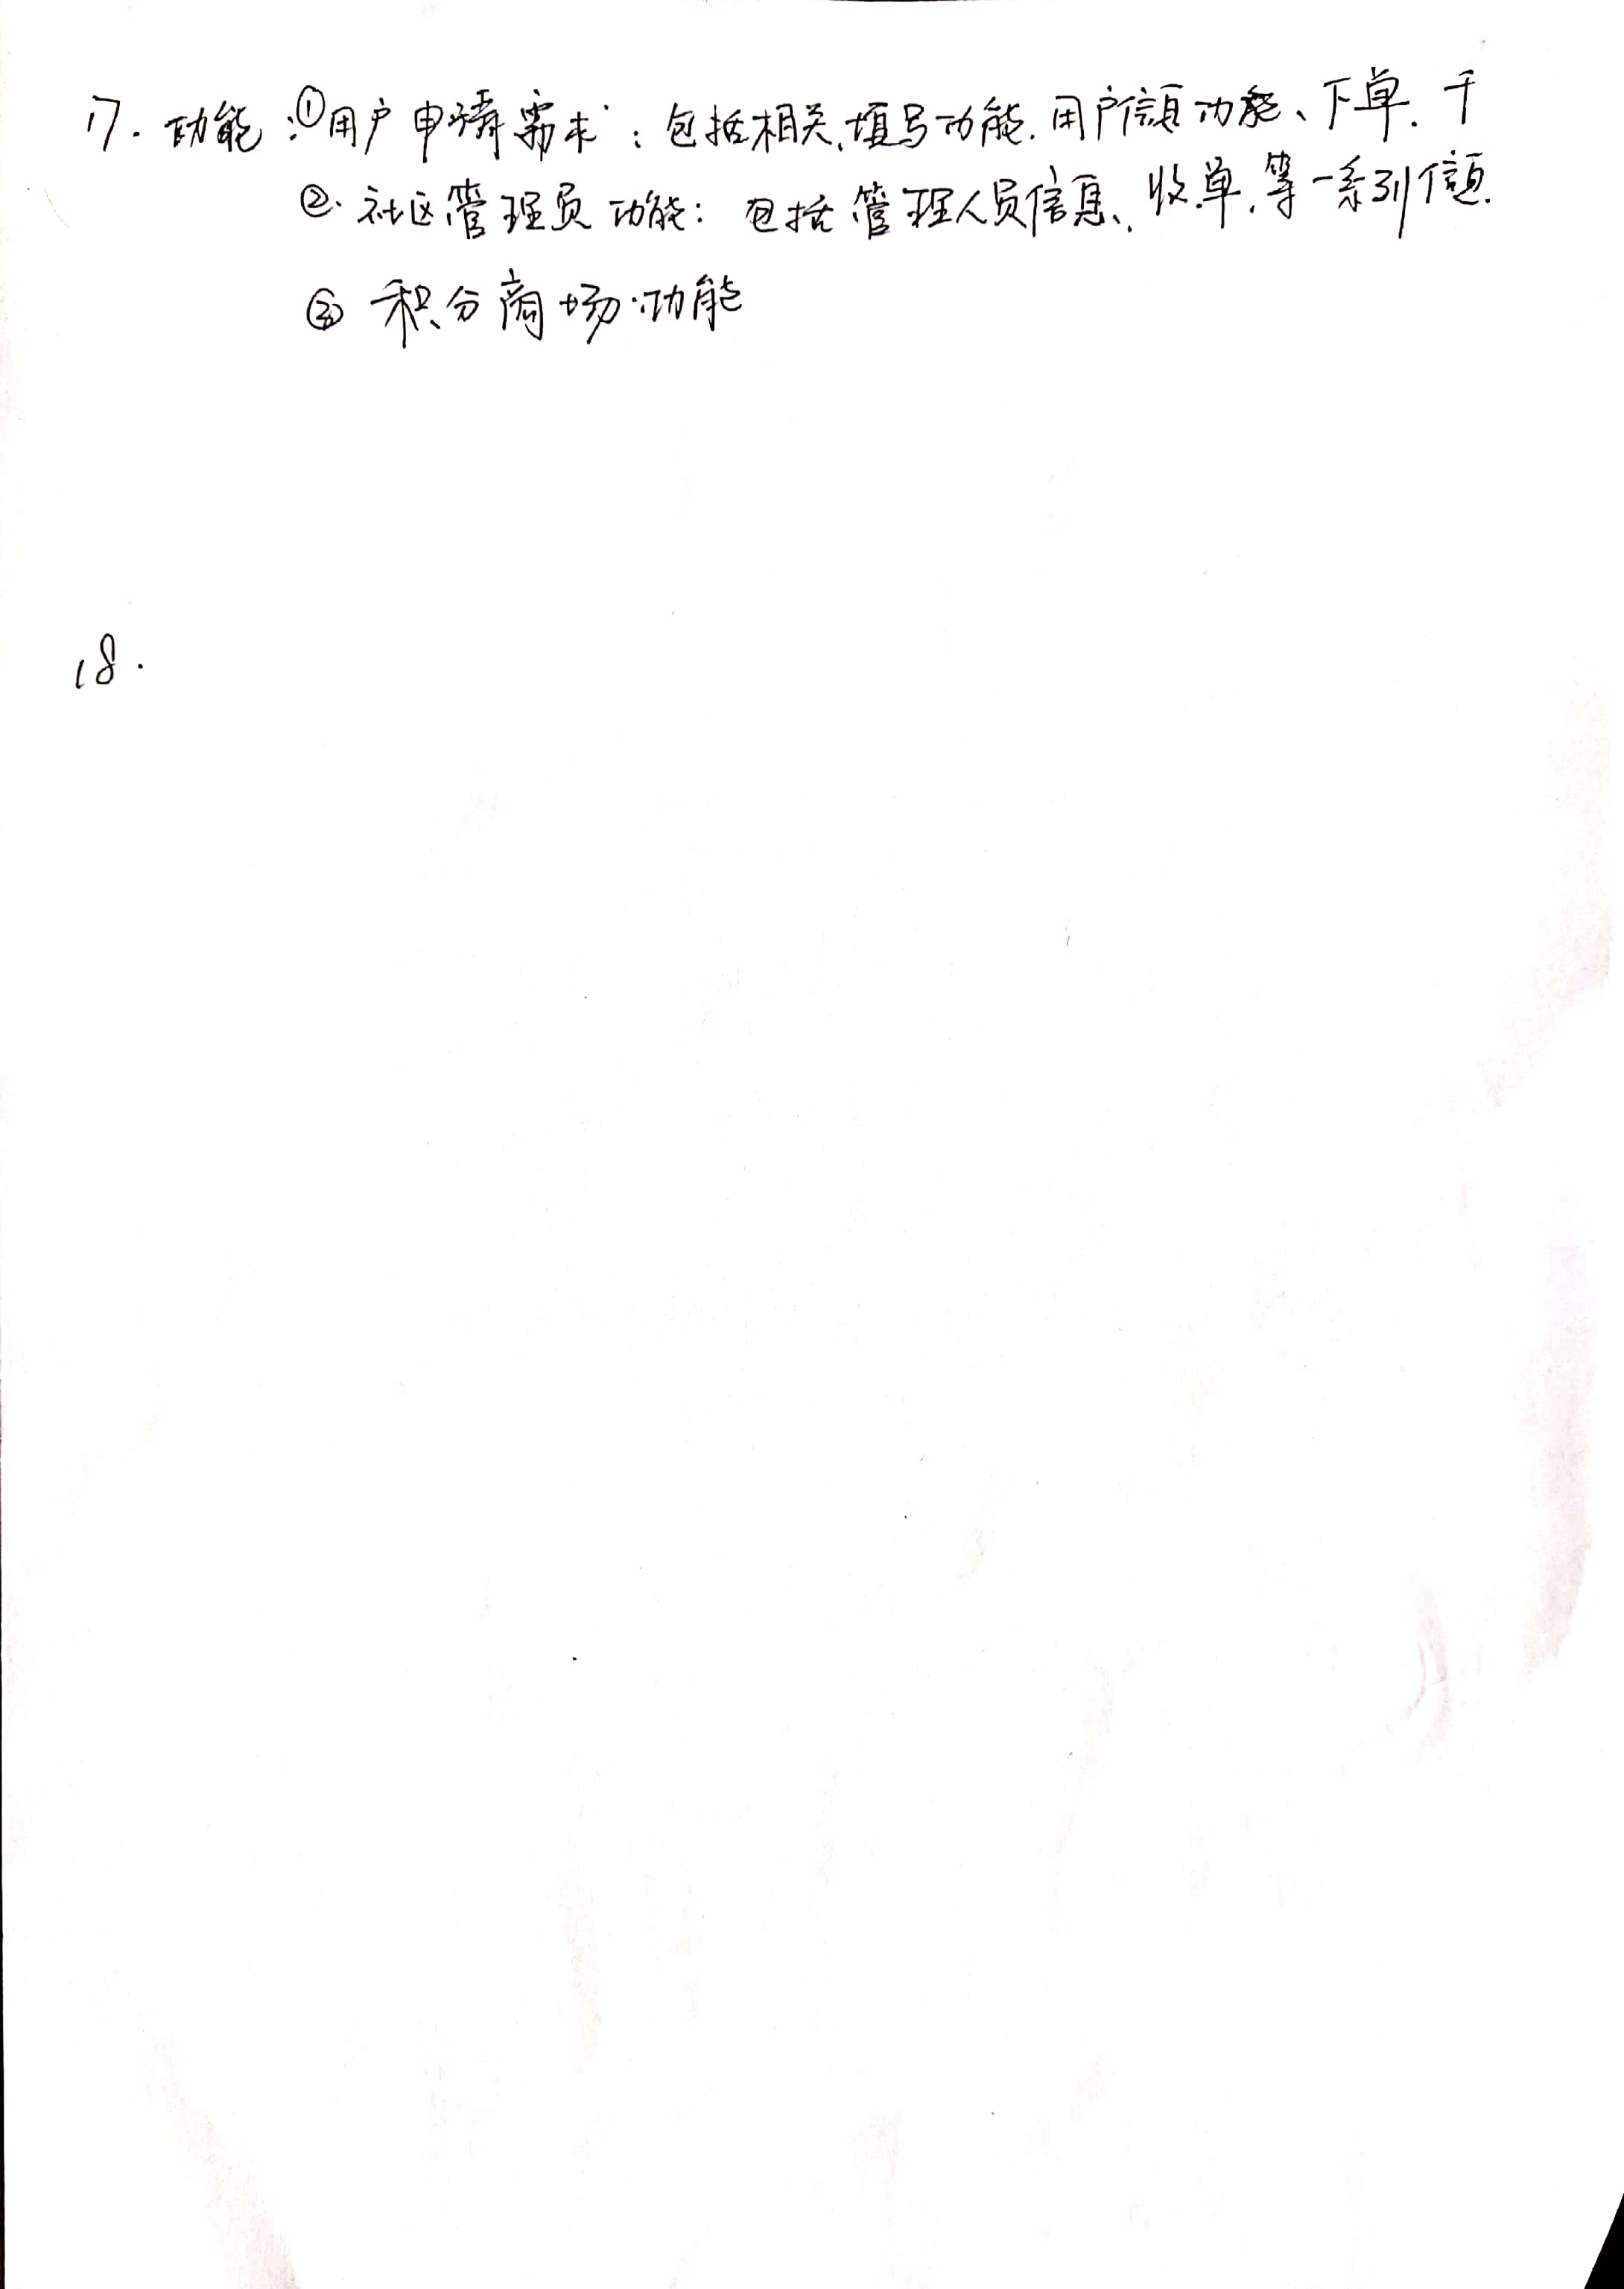 17. 功能：①用户申请需求：包括相关、填写功能.用户信息功能、下单.千
②.社区管理员功能：包括管理人员信息、收单,等一系列信息.
③ 积分商场功能
18.